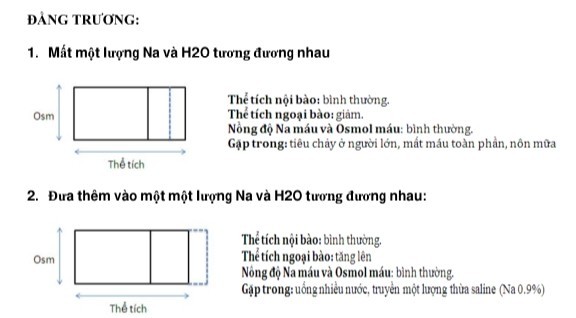 ĐẲNG TRƯƠNG:
1. Mất một lượng Na và H2O tương đương nhau
Thể tích nội bào: bình thường.
Thể tích ngoại bào: giảm.
Osm
Nồng độ Na máu và Osmol máu: bình thường.
Gặp trong: tiêu chảy ở người lớn, mất máu toàn phần, nôn mửa
Thể tích
2. Đưa thêm vào một một lượng Na và H2O tương đương nhau:
Thể tích nội bào: bình thường.
Thể tích ngoại bào: tăng lên
Osm
Nồng độ Na máu và Osmol máu: bình thường.
Gặp trong: uống nhiều nước, truyền một lượng thừa saline (Na 0.9%)
Thể tích